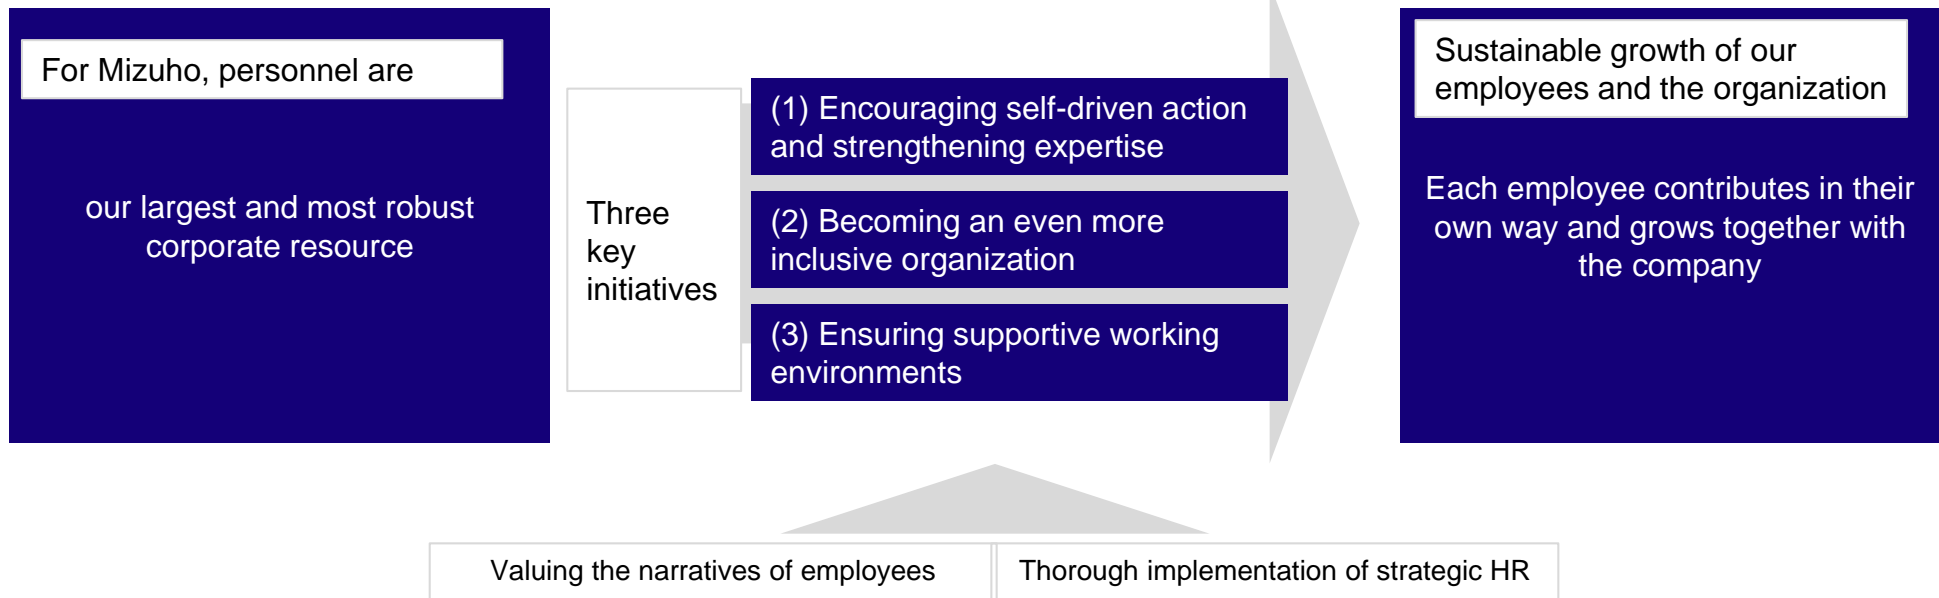 For Mizuho, personnel are
our largest and most robust
corporate resource
Three
key
initiatives
(1) Encouraging self-driven action
and strengthening expertise
(2) Becoming an even more
inclusive organization
(3) Ensuring supportive working
environments
Sustainable growth of our
employees and the organization
Each employee contributes in their
own way and grows together with
the company
Valuing the narratives of employees
Thorough implementation of strategic HR